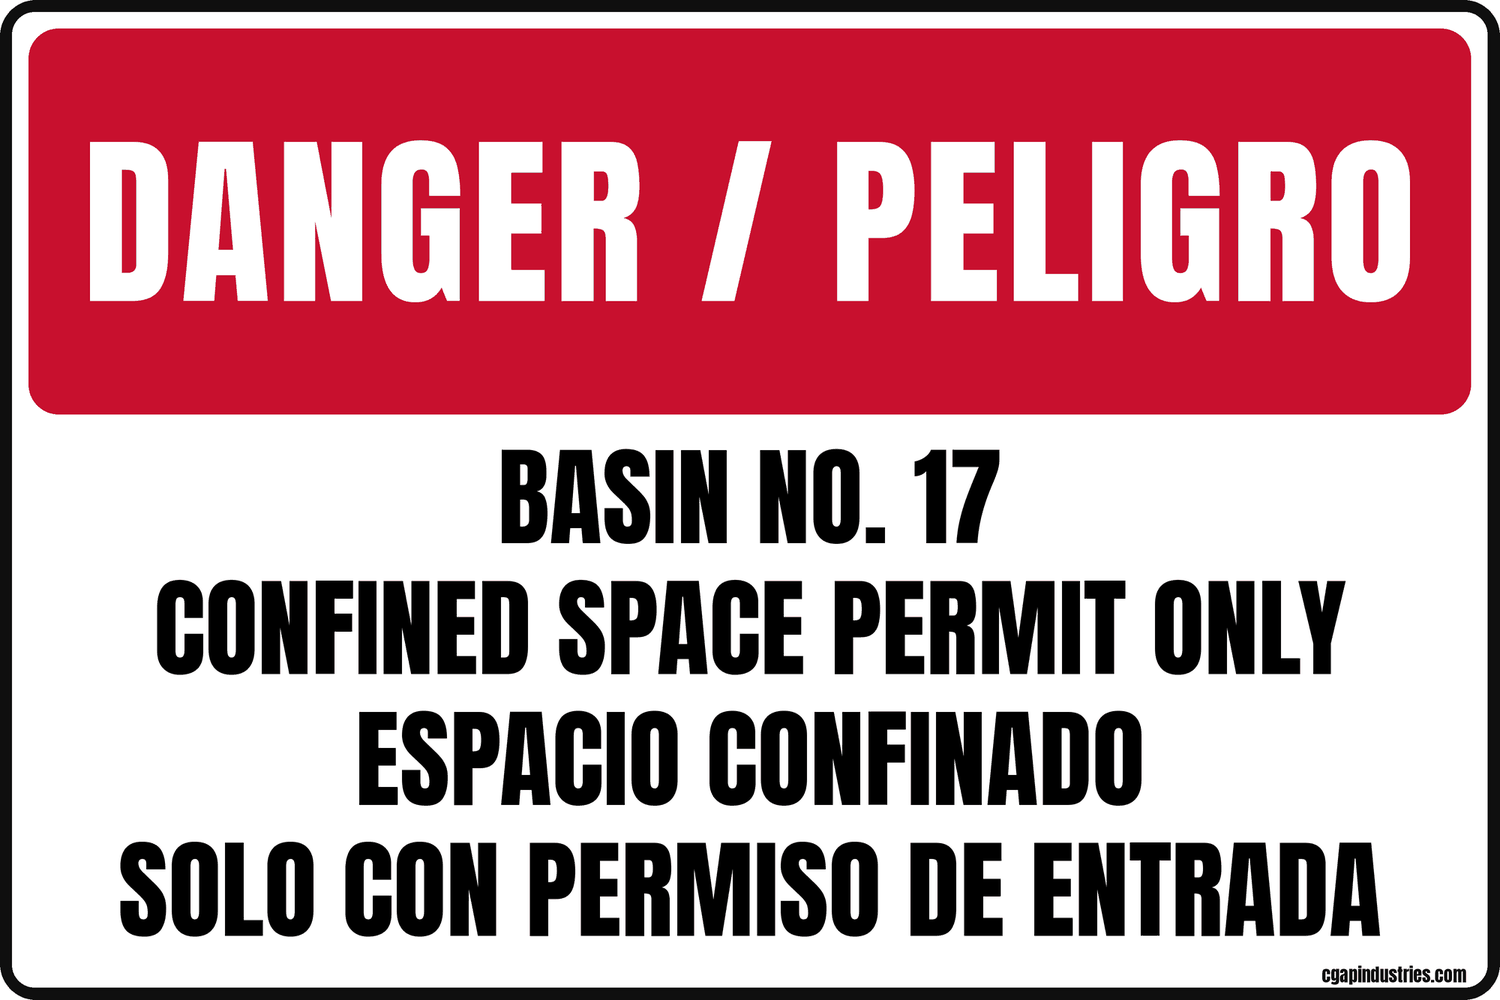 DANGER / PELIGRO
BASIN NO. 17
CONFINED SPACE PERMIT ONLY
ESPACIO CONFINADO
SOLO CON PERMISO DE ENTRADA
cgapindustries.com